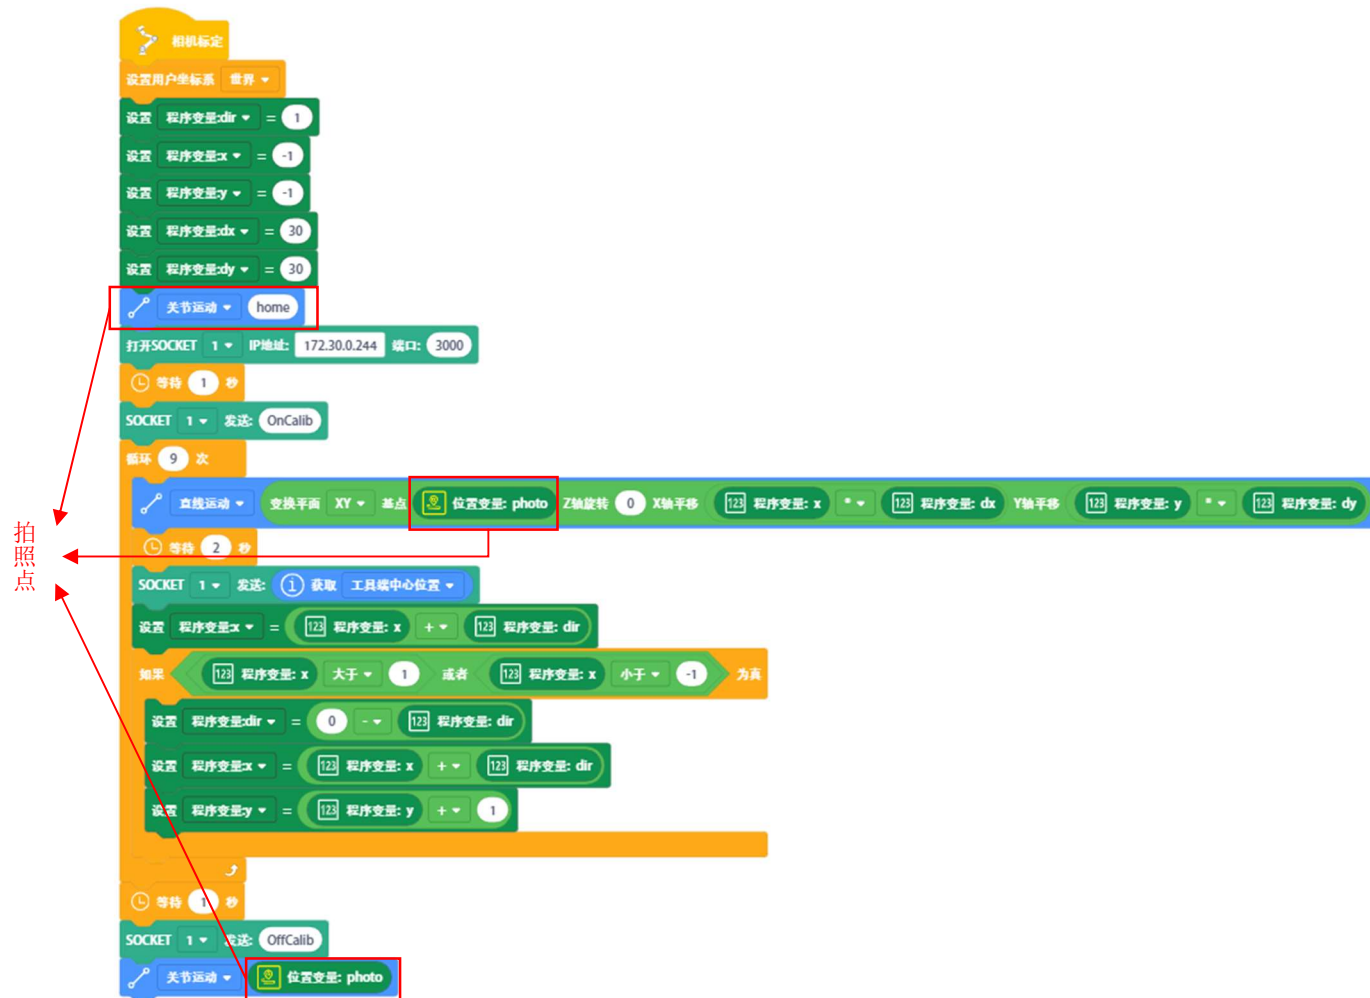 相机标定
设置用户坐标系 世界
设置 程序变量:dir = 1
设置 程序变量:x = -1
设置 程序变量:y = -1
设置 程序变量:dx = 30
设置 程序变量:dy = 30
关节运动 home
打开SOCKET 1 IP地址: 172.30.0.244 端口: 3000
等待 1 秒
SOCKET 1 发送: OnCalib
循环 9 次
直线运动 变换平面 XY 基点 位置变量: photo Z轴旋转 0 X轴平移 123 程序变量: x * 123 程序变量: dx Y轴平移 123 程序变量: y * 123 程序变量: dy
等待 2 秒
SOCKET 1 发送: i 获取 工具端中心位置
设置 程序变量:x = 123 程序变量: x + 123 程序变量: dir
如果 123 程序变量: x 大于 1 或者 123 程序变量: x 小于 -1 为真
设置 程序变量:dir = 0 - 123 程序变量: dir
设置 程序变量:x = 123 程序变量: x + 123 程序变量: dir
设置 程序变量:y = 123 程序变量: y + 1
等待 1 秒
SOCKET 1 发送: OffCalib
关节运动 位置变量: photo
拍
照
点